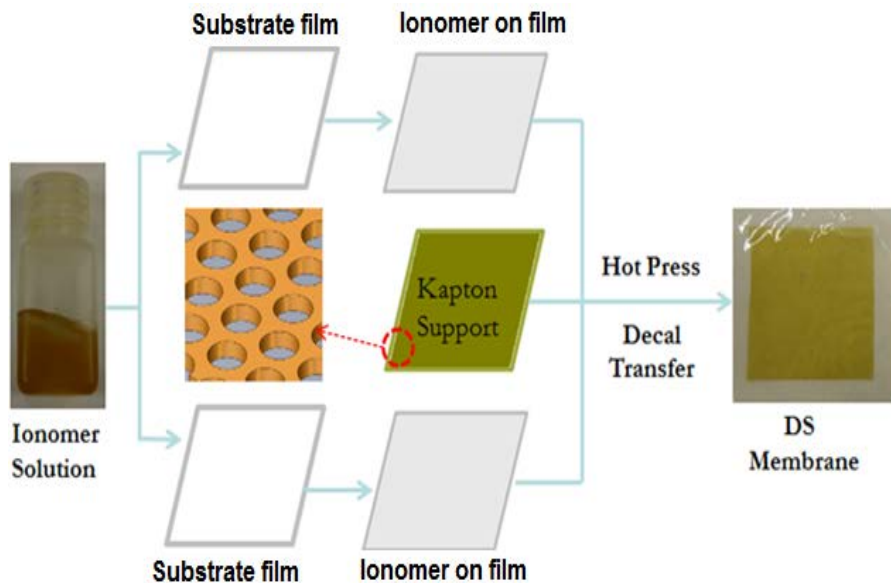 Substrate film
Ionomer on film
Kapton
Support
Hot Press
Decal
Transfer
Ionomer
Solution
DS
Membrane
Substrate film
Ionomer on film